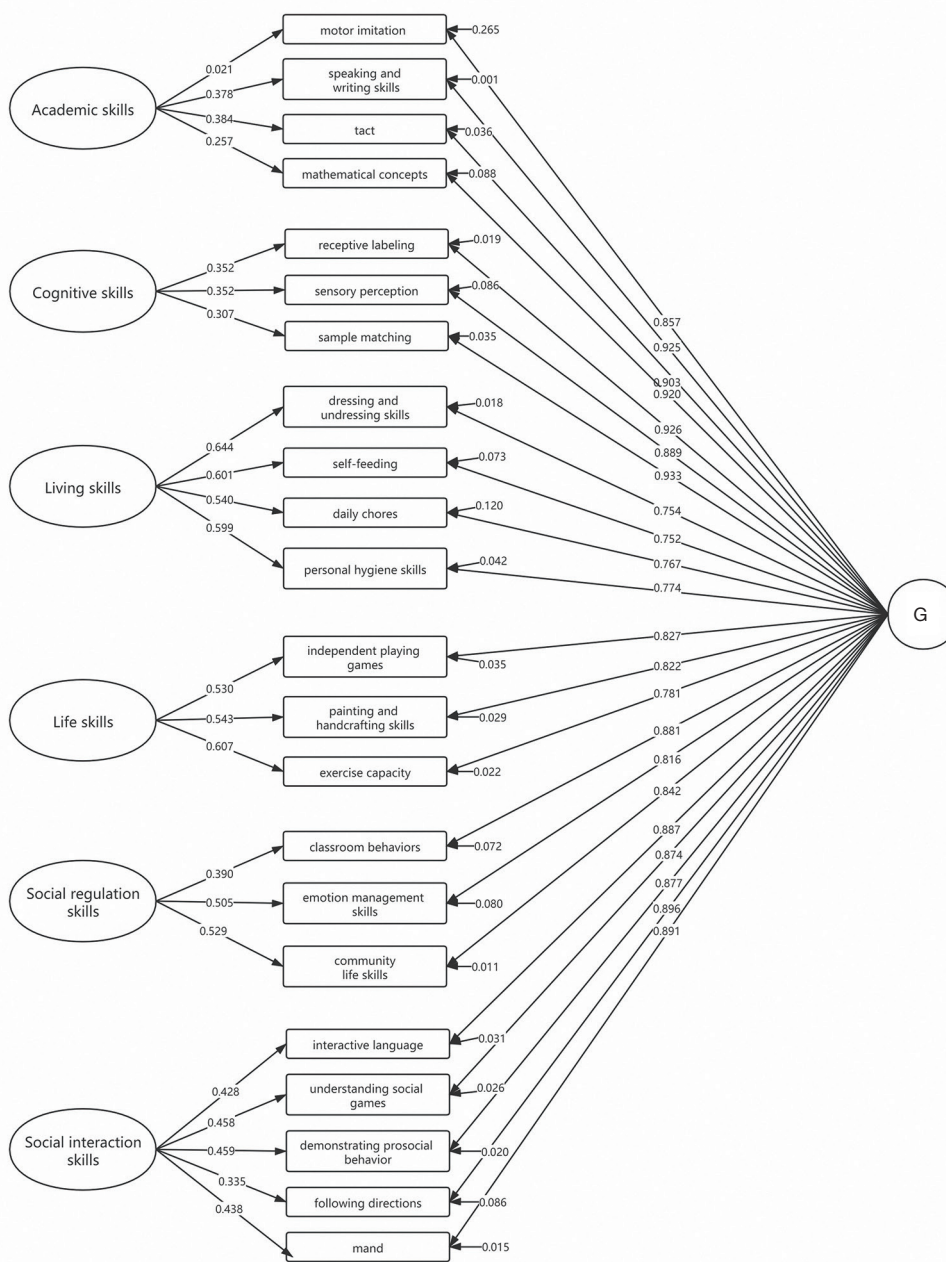 motor imitation
0.265
0.021
speaking and
writing skills
0.001
0.378
Academic skills
0.384
tact
0.036
0.257
mathematical concepts
0.088
receptive labeling
0.019
0.352
Cognitive skills
0.352
sensory perception
0.086
0.307
sample matching
0.035
0.857
0.925
0.903
0.920
0.926
0.889
0.933
dressing and
undressing skills
0.018
0.644
self-feeding
0.073
0.601
Living skills
0.540
daily chores
0.120
0.599
personal hygiene skills
0.042
0.754
0.752
0.767
0.774
G
independent playing
games
0.035
0.827
0.530
painting and
handcrafting skills
0.029
0.822
Life skills
0.543
0.607
exercise capacity
0.022
0.781
0.881
0.816
0.842
classroom behaviors
0.072
0.390
Social regulation
skills
0.505
emotion management
skills
0.080
0.529
community
life skills
0.011
0.887
0.874
0.877
0.896
0.891
interactive language
0.031
0.428
understanding social
games
0.026
0.458
Social interaction
skills
0.459
demonstrating prosocial
behavior
0.020
0.335
following directions
0.086
0.438
mand
0.015